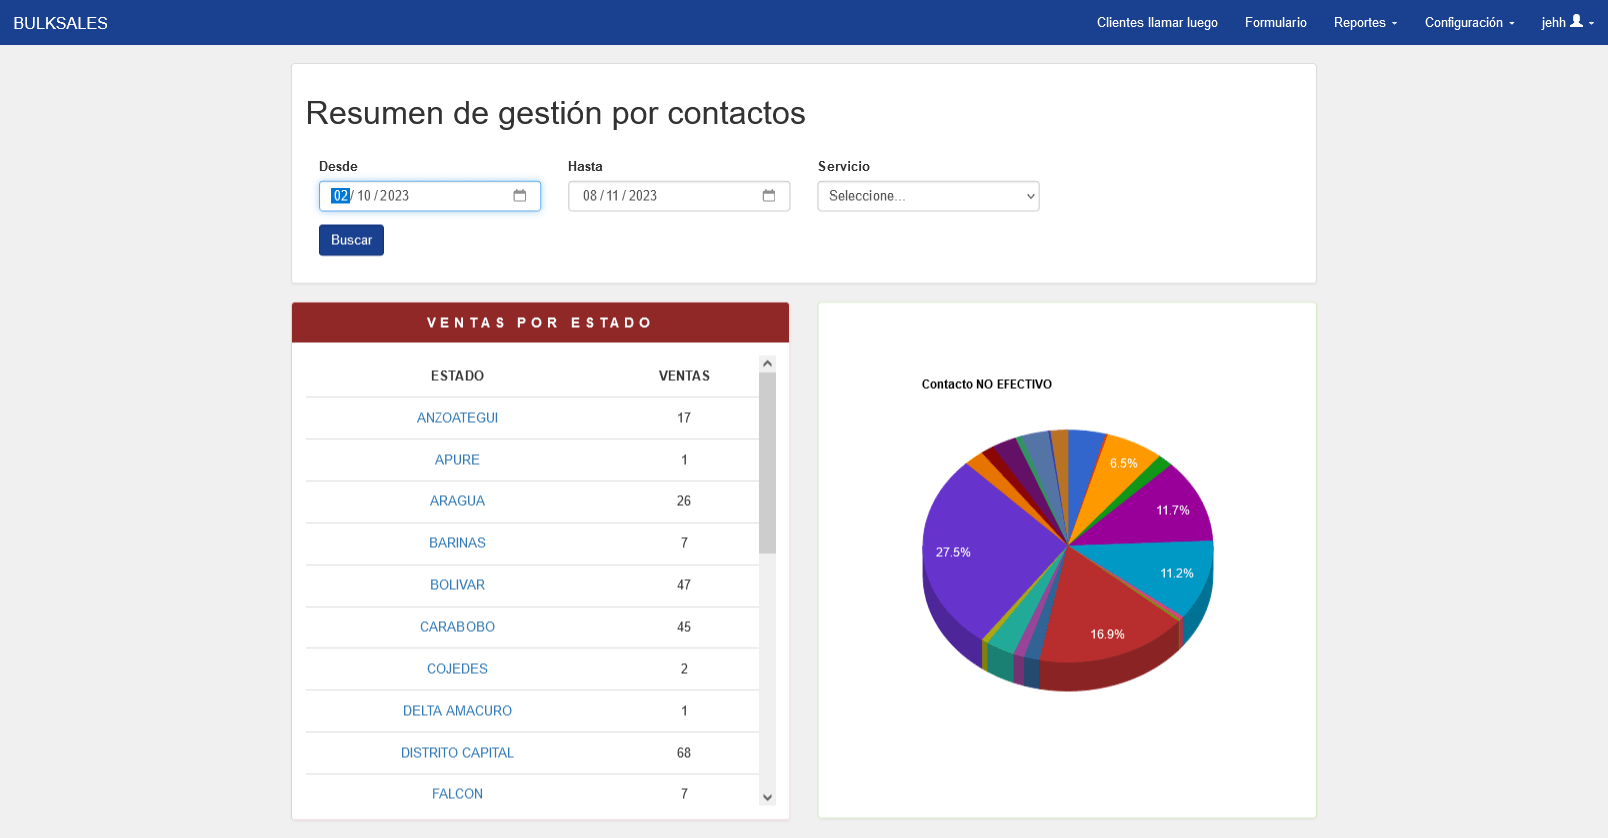 BULKSALES
Clientes llamar luego Formulario Reportes Configuración jehh
Resumen de gestión por contactos
Desde Hasta Servicio
02/10/2023 08/11/2023 Seleccione...
Buscar
VENTAS POR ESTADO
ESTADO VENTAS
ANZOATEGUI 17
APURE 1
ARAGUA 26
BARINAS 7
BOLIVAR 47
CARABOBO 45
COJEDES 2
DELTA AMACURO 1
DISTRITO CAPITAL 68
FALCON 7
Contacto NO EFECTIVO
6.5%
11.7%
27.5%
11.2%
16.9%